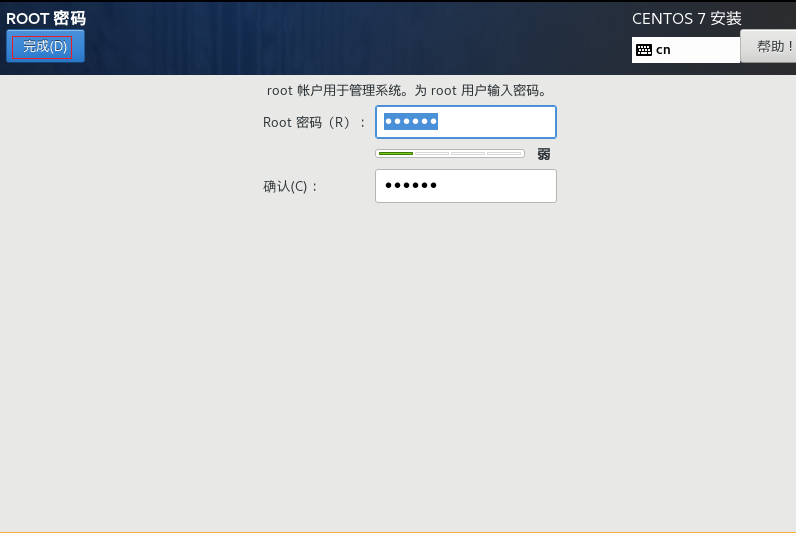 ROOT 密码
CENTOS 7 安装
完成(D)
cn
帮助！
root 帐户用于管理系统。为 root 用户输入密码。
Root 密码（R）：
••••••
弱
确认(C)：
••••••